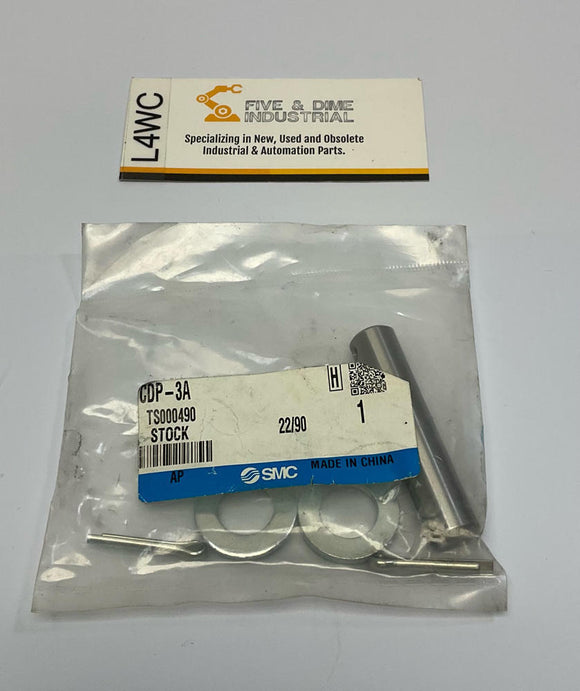 L4WC
FIVE & DIME
INDUSTRIAL
Specializing in New, Used and Obsolete
Industrial & Automation Parts.
CDP-3A
H
TS000490
STOCK
22/90
1
AP
SMC
MADE IN CHINA